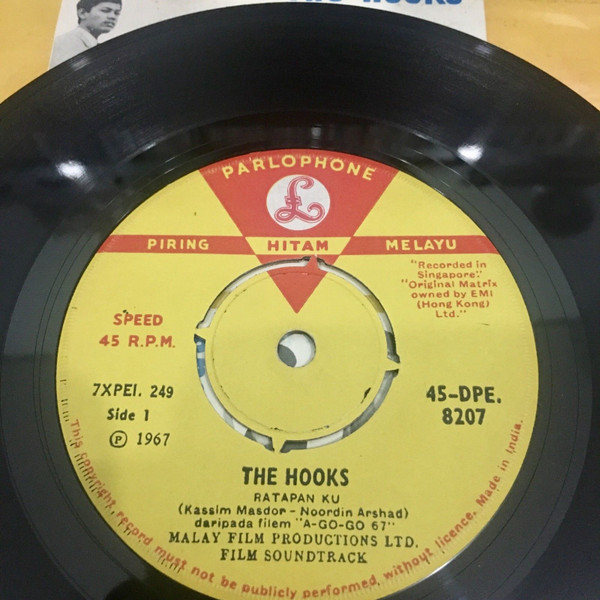 PARLOPHONE
£
PIRING HITAM MELAYU
"Recorded in
Singapore."
"Original Matrix
owned by EMI
(Hong Kong)
Ltd."
SPEED
45 R.P.M.
7XPEI. 249
Side 1
Ⓟ 1967
45-DPE.
8207
THE HOOKS
RATAPAN KU
(Kassim Masdor - Noordin Arshad)
daripada filem "A-GO-GO 67"
MALAY FILM PRODUCTIONS LTD.
FILM SOUNDTRACK
This copyright record must not be publicly performed, without licence. Made in India.